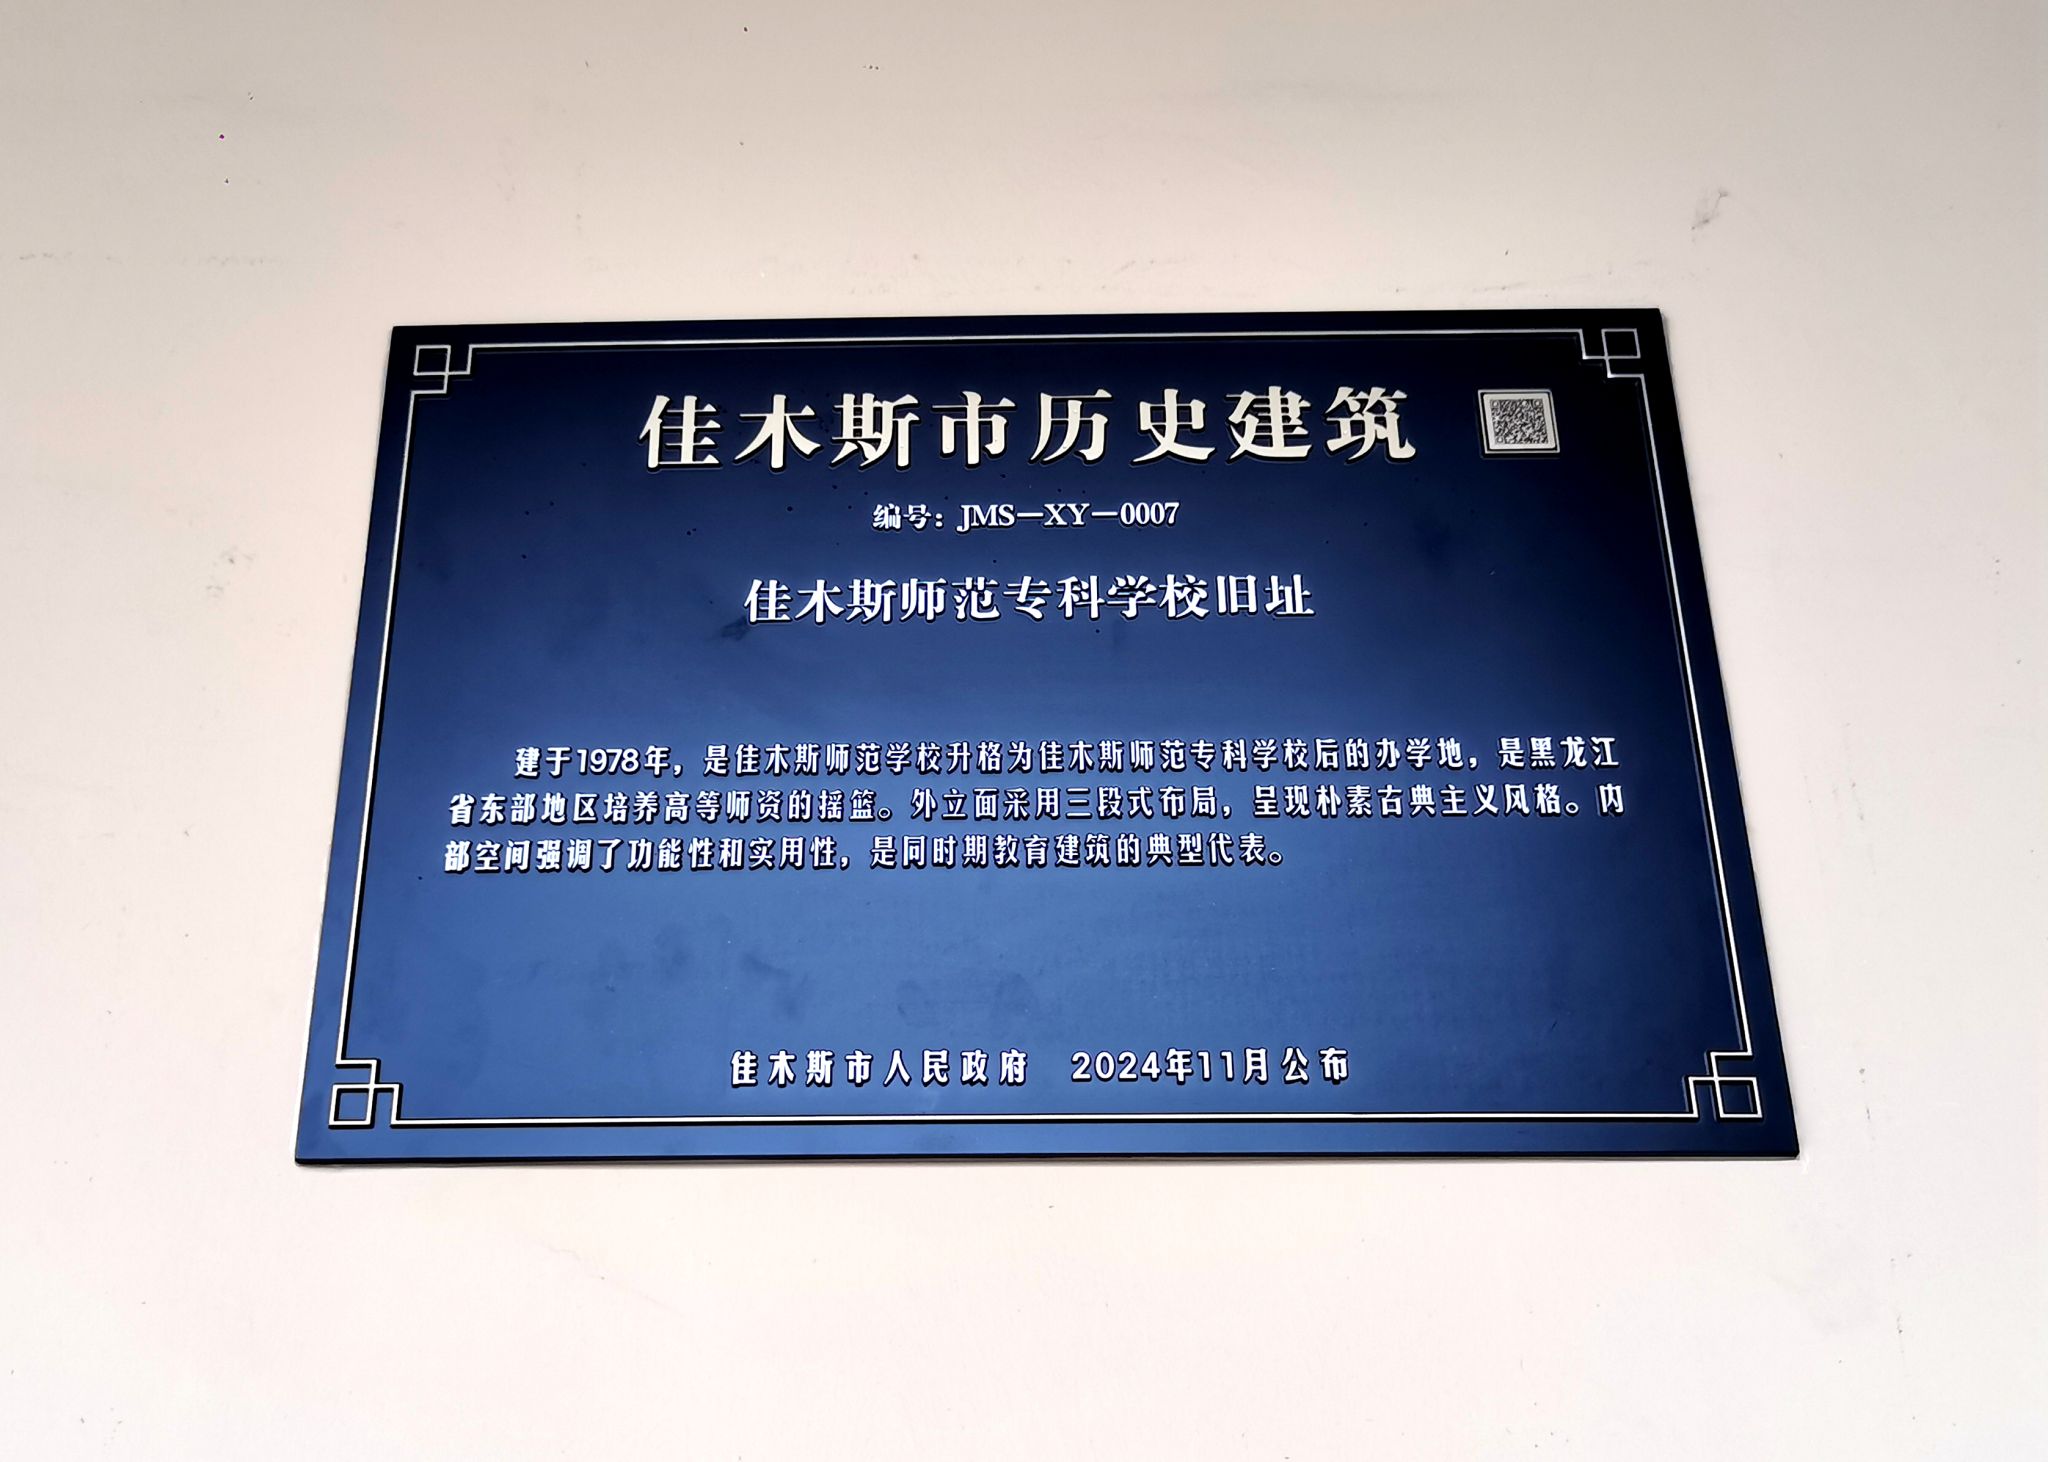 佳木斯市历史建筑
编号：JMS－XY－0007
佳木斯师范专科学校旧址
建于1978年，是佳木斯师范学校升格为佳木斯师范专科学校后的办学地，是黑龙江
省东部地区培养高等师资的摇篮。外立面采用三段式布局，呈现朴素古典主义风格。内
部空间强调了功能性和实用性，是同时期教育建筑的典型代表。
佳木斯市人民政府 2024年11月公布